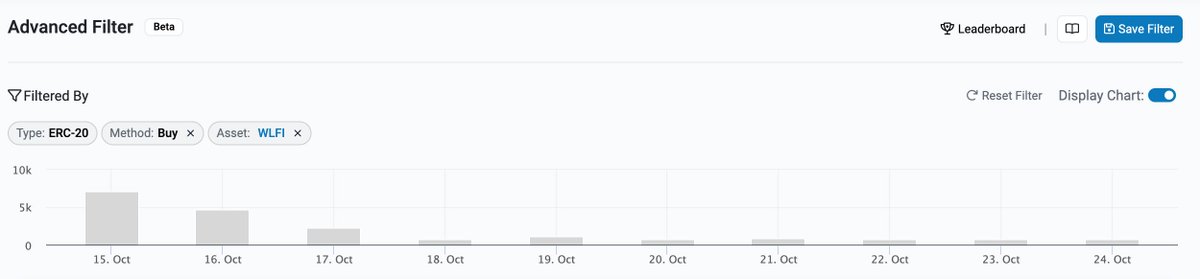 Advanced Filter Beta
Leaderboard | Save Filter
Filtered By
Reset Filter Display Chart:
Type: ERC-20 Method: Buy × Asset: WLFI ×
10k
5k
0
15. Oct 16. Oct 17. Oct 18. Oct 19. Oct 20. Oct 21. Oct 22. Oct 23. Oct 24. Oct